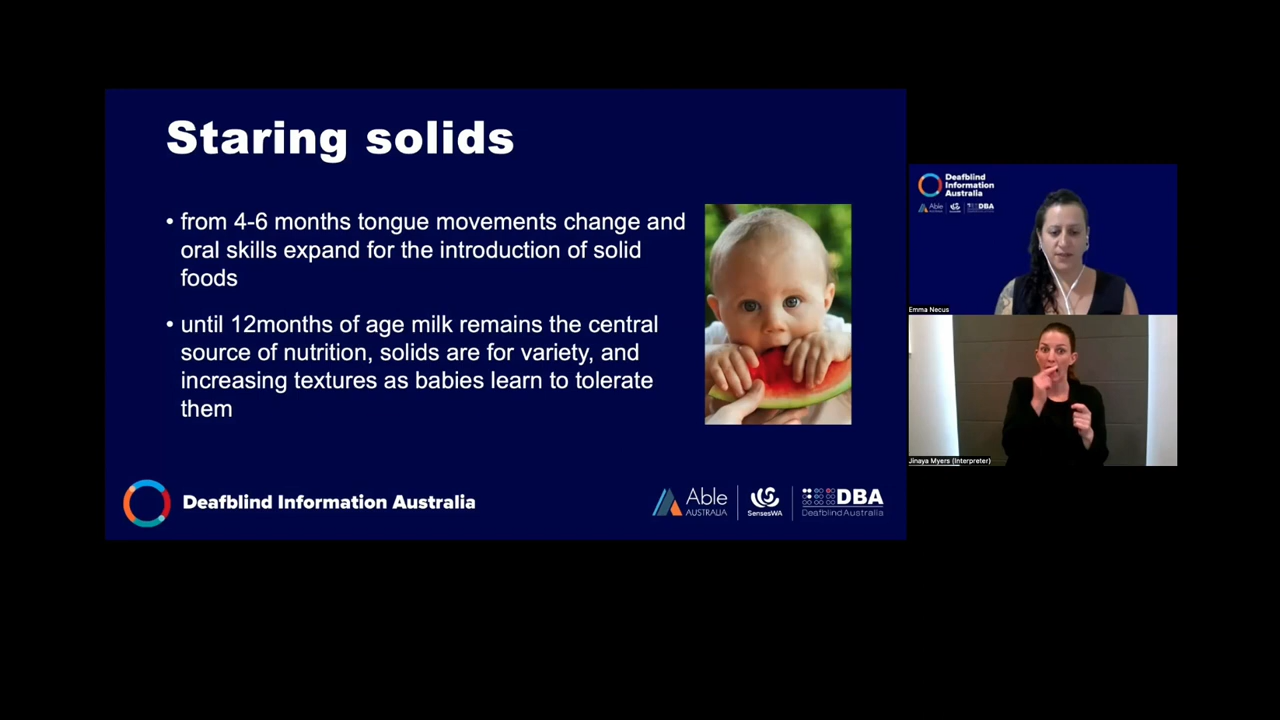 Staring solids
• from 4-6 months tongue movements change and
oral skills expand for the introduction of solid
foods
• until 12months of age milk remains the central
source of nutrition, solids are for variety, and
increasing textures as babies learn to tolerate
them
Deafblind Information Australia
Able
AUSTRALIA
SensesWA
DBA
DeafblindAustralia
Deafblind
Information
Australia
Able
DBA
Emma Necus
Jinaya Myers (Interpreter)